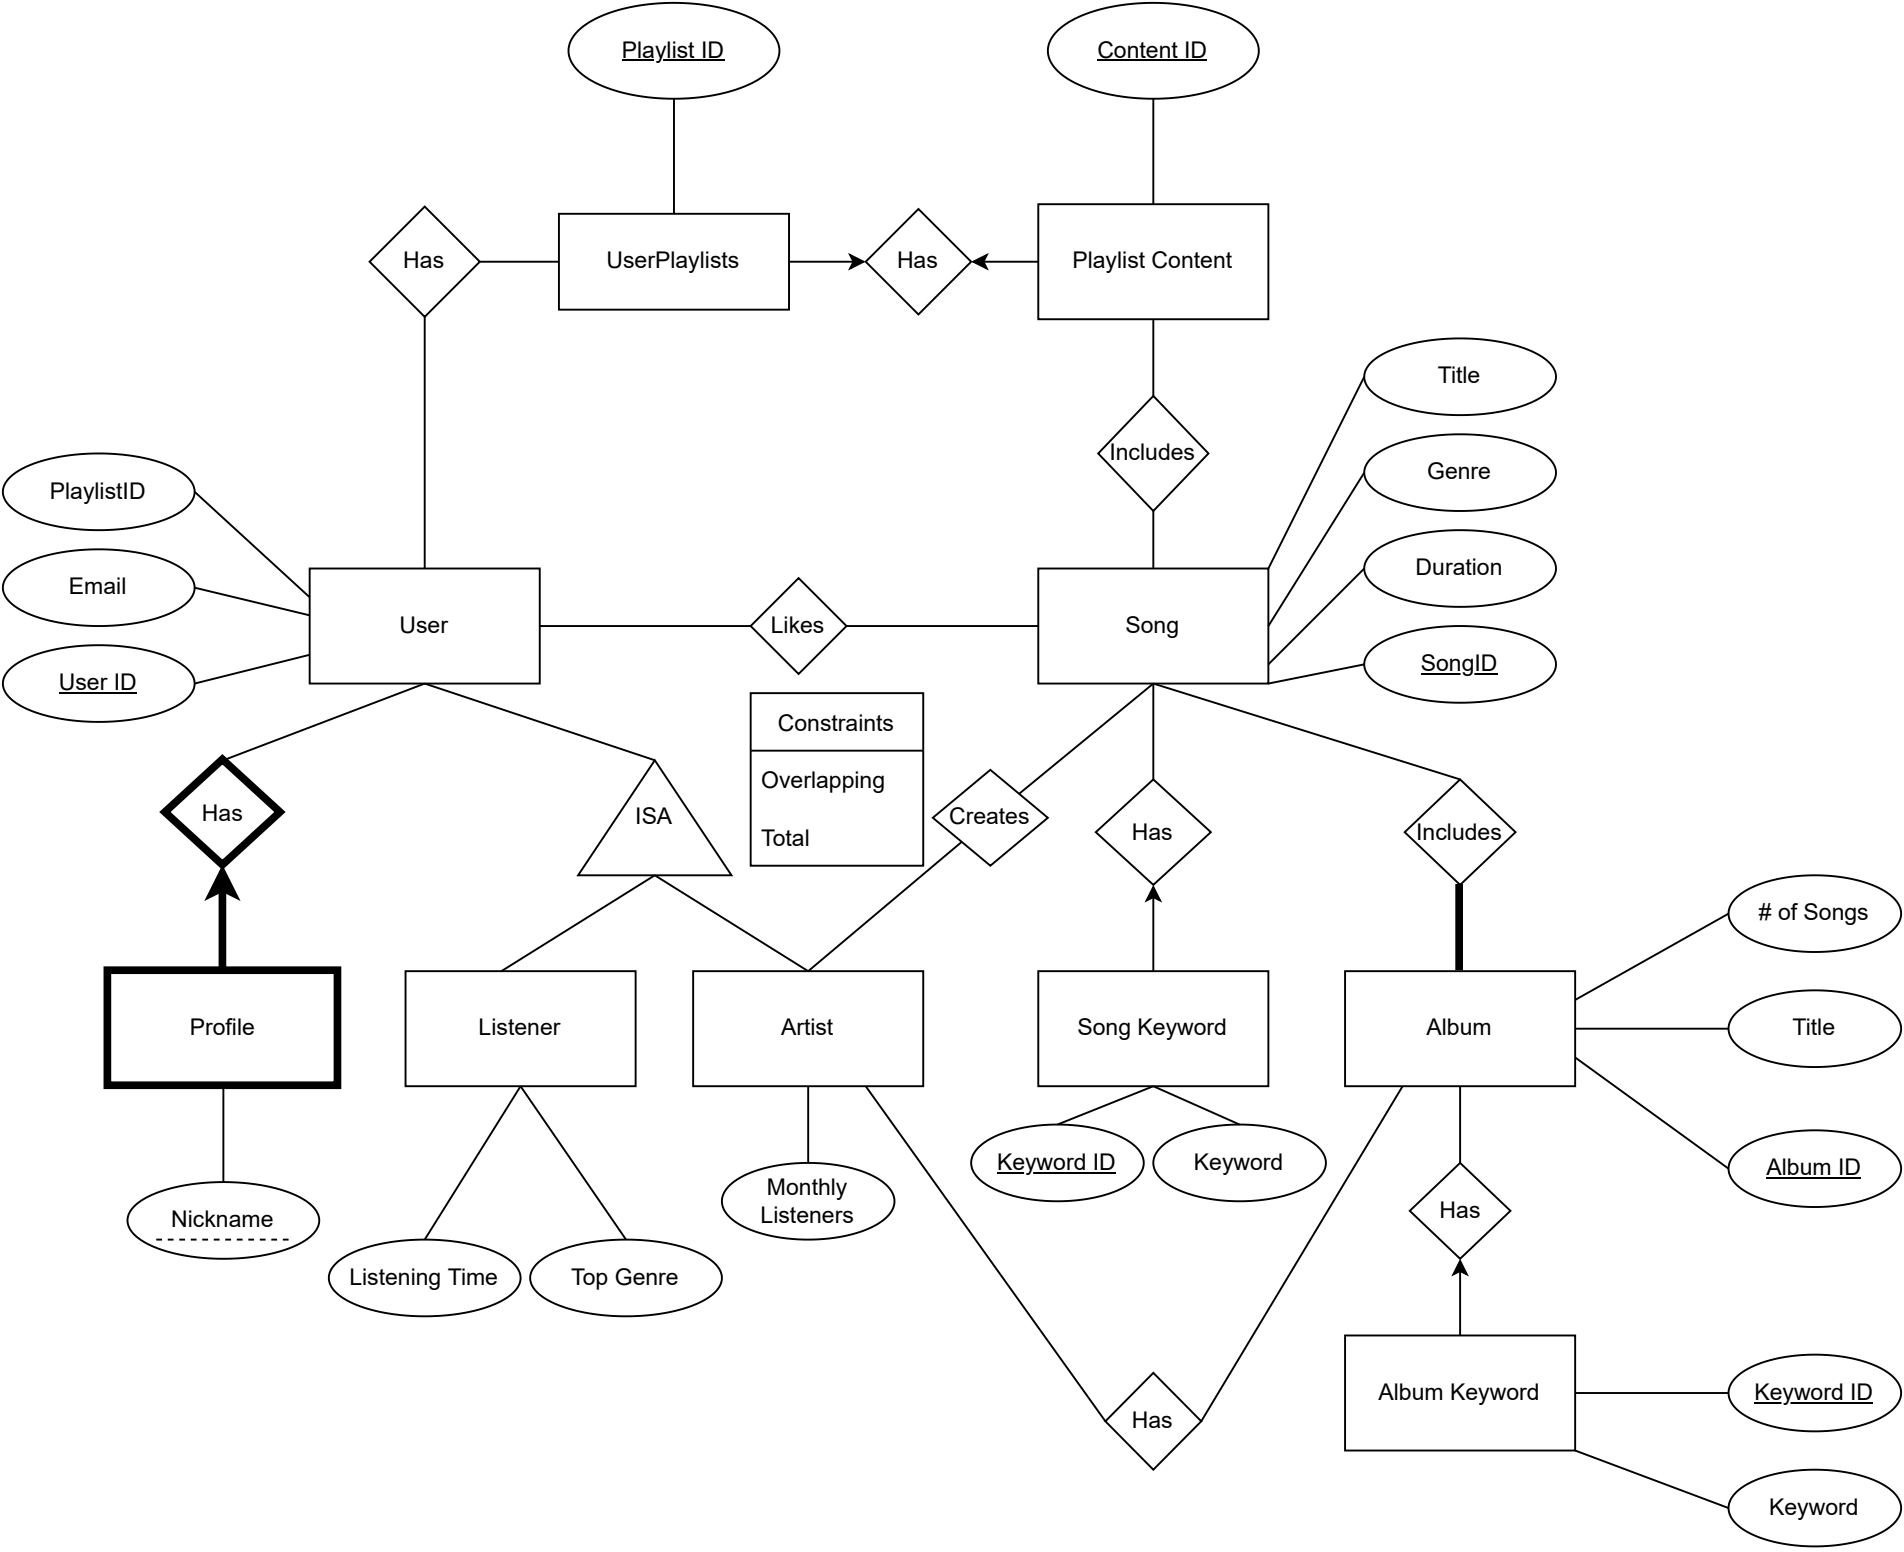 Playlist ID
Content ID
Has
UserPlaylists
Has
Playlist Content
Title
Includes
Genre
PlaylistID
Duration
Email
User
Likes
Song
SongID
User ID
Constraints
Overlapping
Total
Has
ISA
Creates
Has
Includes
# of Songs
Profile
Listener
Artist
Song Keyword
Album
Title
Keyword ID
Keyword
Album ID
Nickname
Monthly
Listeners
Has
Listening Time
Top Genre
Has
Album Keyword
Keyword ID
Keyword